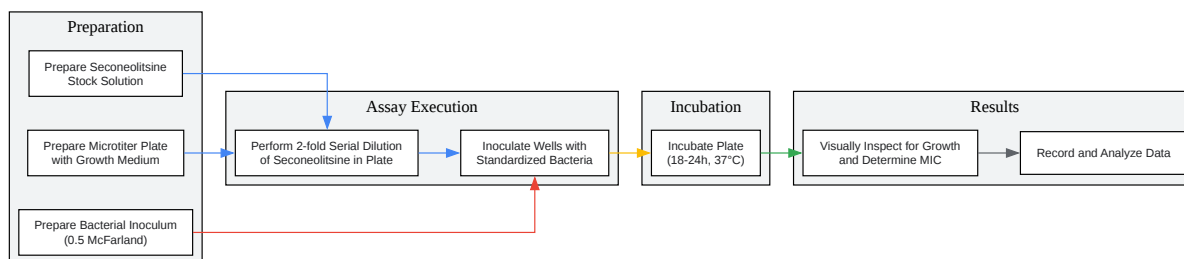 Preparation
Prepare Seconeolitsine
Stock Solution
Prepare Microtiter Plate
with Growth Medium
Prepare Bacterial Inoculum
(0.5 McFarland)
Assay Execution
Perform 2-fold Serial Dilution
of Seconeolitsine in Plate
Inoculate Wells with
Standardized Bacteria
Incubation
Incubate Plate
(18-24h, 37°C)
Results
Visually Inspect for Growth
and Determine MIC
Record and Analyze Data